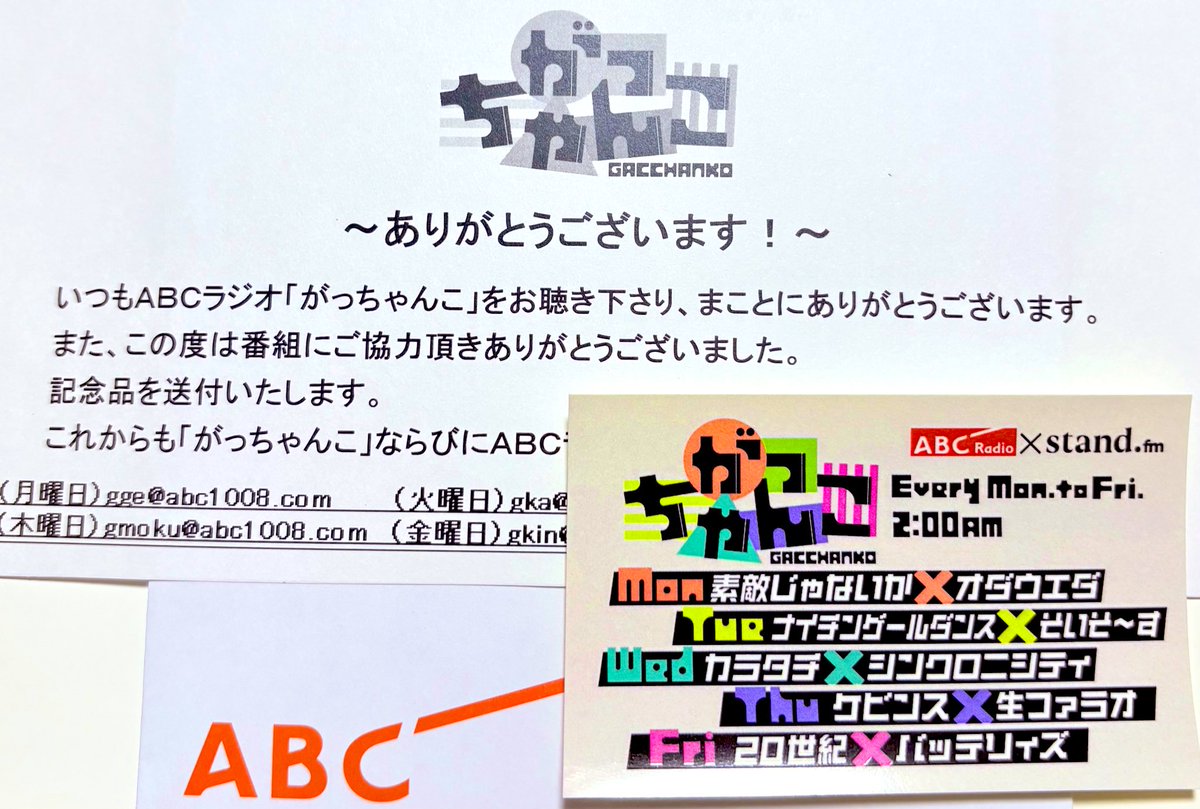 がっちゃんこ
GACCHANKO
～ありがとうございます！～
いつもABCラジオ「がっちゃんこ」をお聴き下さり、まことにありがとうございます。
また、この度は番組にご協力頂きありがとうございました。
記念品を送付いたします。
これからも「がっちゃんこ」ならびにABC
(月曜日)gge@abc1008.com (火曜日)gka@
(木曜日)gmoku@abc1008.com (金曜日)gkin@
ABC
がっちゃんこ
GACCHANKO
ABC Radio×stand.fm
Every Mon.to Fri.
2:00AM
Mon 素敵じゃないか×オダウエダ
Tue ナイチンゲールダンス×どいど〜す
Wed カラタチ×シンクロニシティ
Thu ケビンス×生ファラオ
Fri 20世紀×バッテリィズ